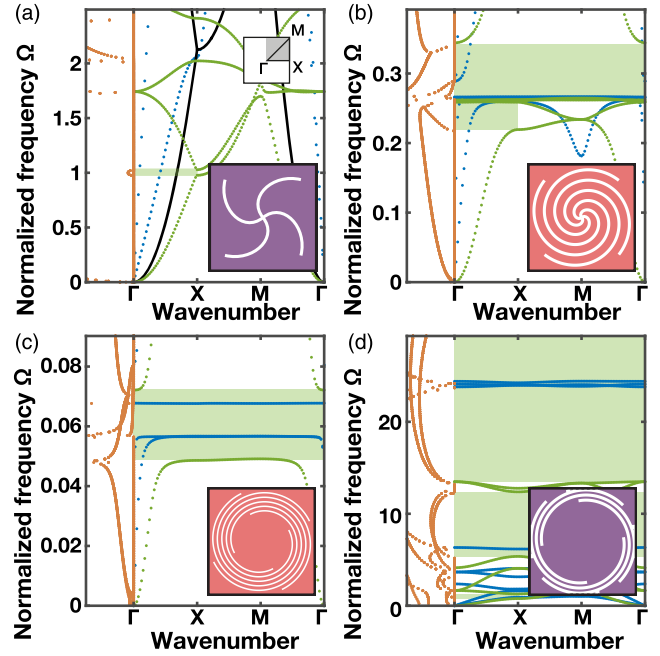 (a)
Normalized frequency Ω
2
1.5
1
0.5
0
M
Γ
X
Γ
X
M
Γ
Wavenumber
(b)
Normalized frequency Ω
0.3
0.2
0.1
0
Γ
X
M
Γ
Wavenumber
(c)
Normalized frequency Ω
0.08
0.06
0.04
0.02
0
Γ
X
M
Γ
Wavenumber
(d)
Normalized frequency Ω
20
10
0
Γ
X
M
Γ
Wavenumber